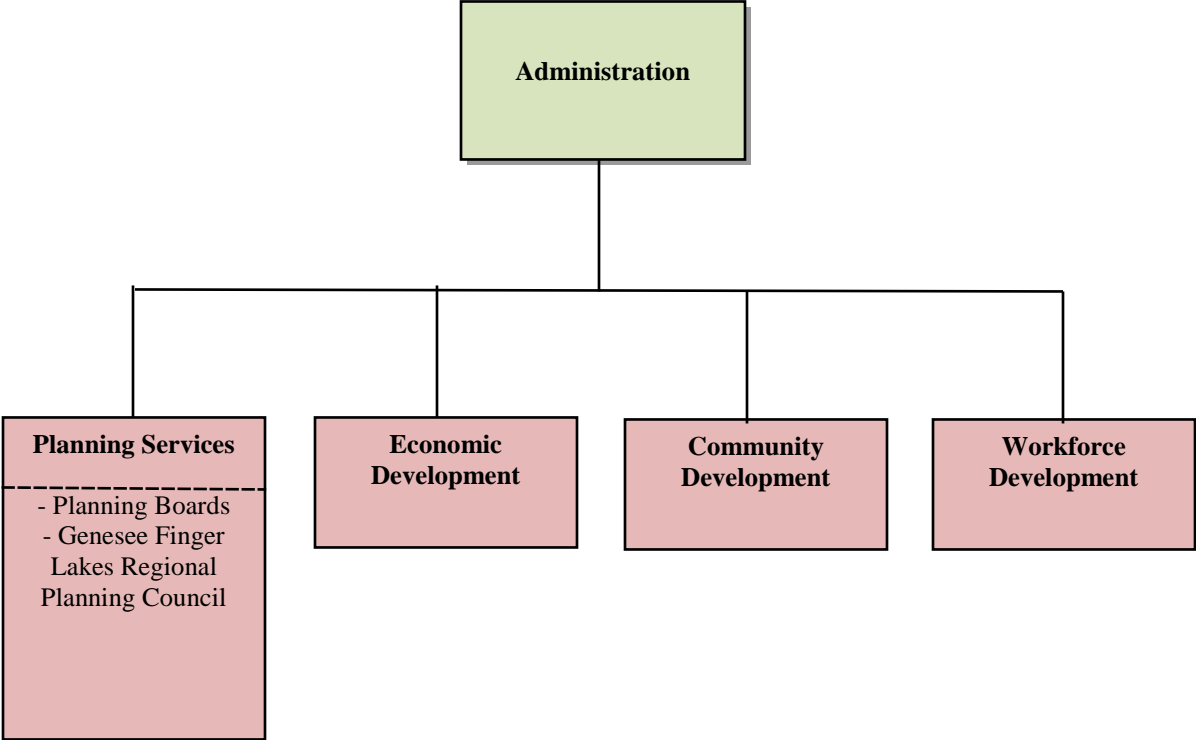 Administration
Planning Services
- Planning Boards
- Genesee Finger
Lakes Regional
Planning Council
Economic
Development
Community
Development
Workforce
Development